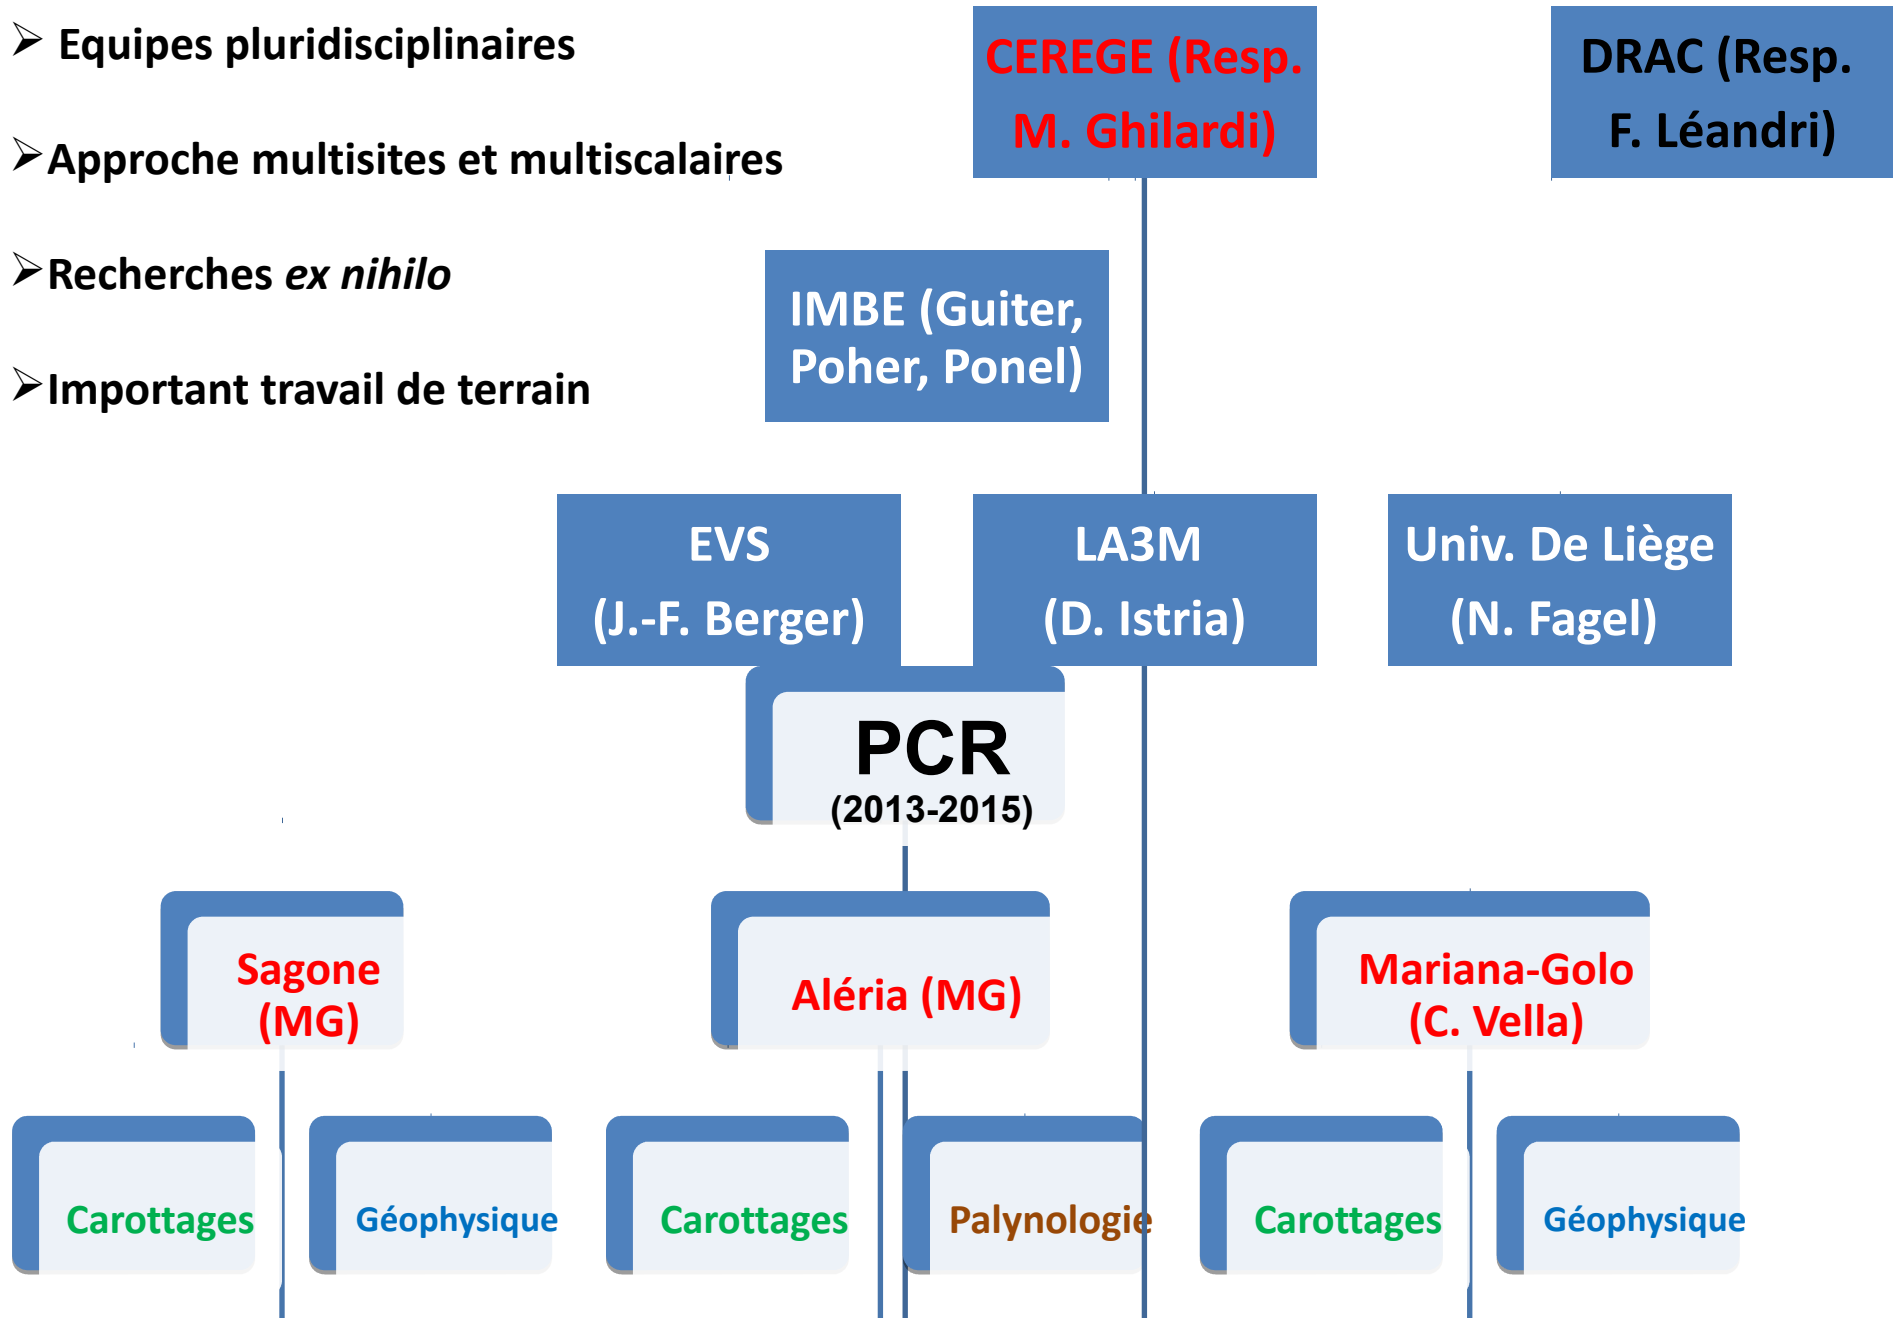 ➢ Equipes pluridisciplinaires
➢Approche multisites et multiscalaires
➢Recherches ex nihilo
➢Important travail de terrain
CEREGE (Resp.
M. Ghilardi)
DRAC (Resp.
F. Léandri)
IMBE (Guiter,
Poher, Ponel)
EVS
(J.-F. Berger)
LA3M
(D. Istria)
Univ. De Liège
(N. Fagel)
PCR
(2013-2015)
Sagone
(MG)
Aléria (MG)
Mariana-Golo
(C. Vella)
Carottages
Géophysique
Carottages
Palynologie
Carottages
Géophysique